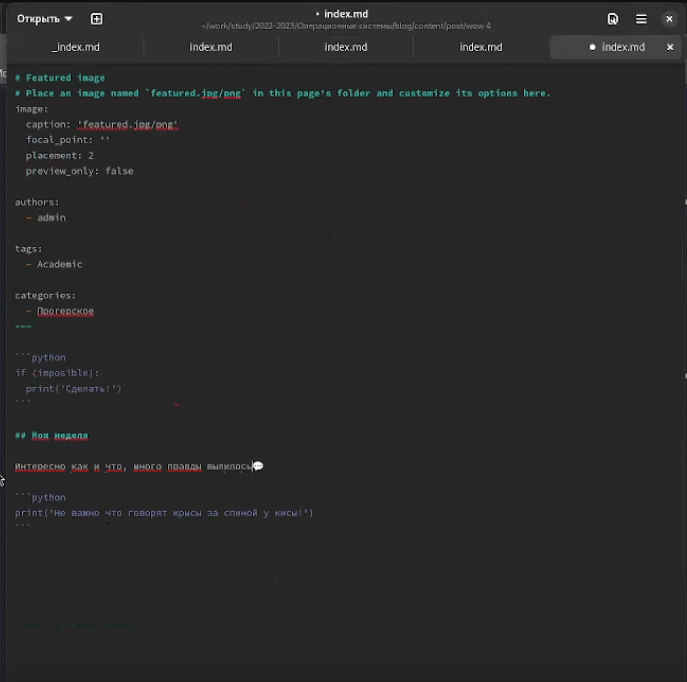 Открыть
• index.md
~/work/study/2022-2023/Операционные системы/blog/content/post/wow 4
_index.md
index.md
index.md
index.md
● index.md
# Featured image
# Place an image named `featured.jpg/png` in this page's folder and customize its options here.
image:
caption: 'featured.jpg/png'
focal_point: ''
placement: 2
preview_only: false
authors:
- admin
tags:
- Academic
categories:
- Прогерское
---
```python
if (imposible):
print('Сделать!')
```
## Моя неделя
Интересно как и что, много правды вылилось💬
```python
print('Не важно что говорят крысы за спиной у кисы!')
```